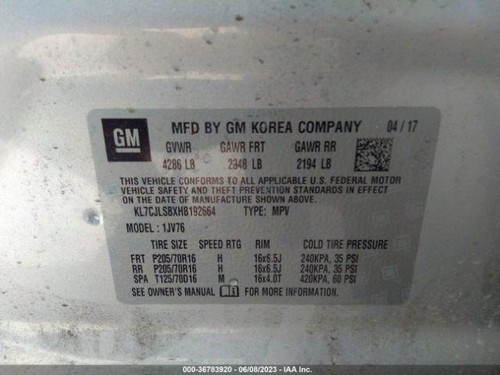 GM
MFD BY GM KOREA COMPANY 04/17
GVWR GAWR FRT GAWR RR
4286 LB 2348 LB 2194 LB
THIS VEHICLE CONFORMS TO ALL APPLICABLE U.S. FEDERAL MOTOR
VEHICLE SAFETY AND THEFT PREVENTION STANDARDS IN EFFECT
ON THE DATE OF MANUFACTURE SHOWN ABOVE.
KL7CJLSBXHB192664 TYPE: MPV
MODEL: 1JV76
TIRE SIZE SPEED RTG RIM COLD TIRE PRESSURE
FRT P205/70R16 H 16x6.5J 240KPA, 35 PSI
RR P205/70R16 H 16x6.5J 240KPA, 35 PSI
SPA T125/70D16 M 16x4.0T 420KPA, 60 PSI
SEE OWNER'S MANUAL FOR MORE INFORMATION
000-36783920 - 06/08/2023 - IAA Inc.